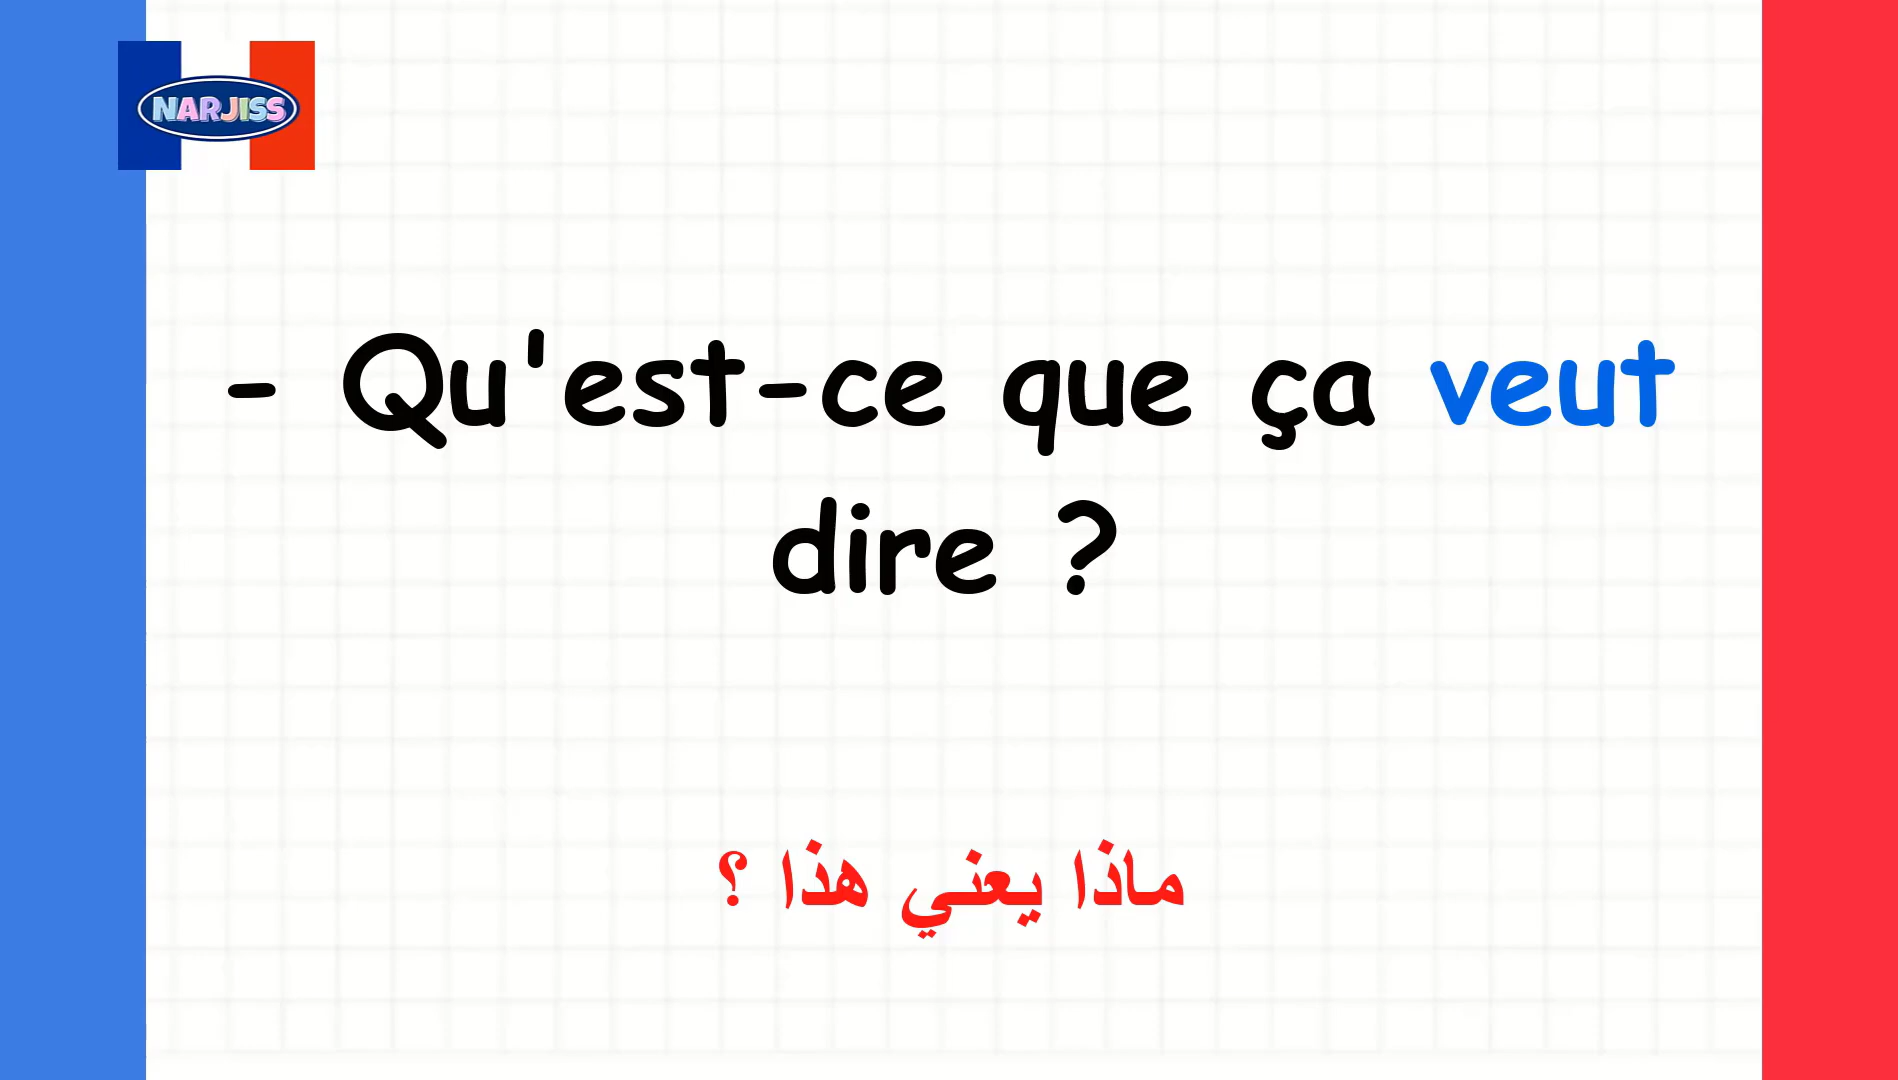 NARJISS
- Qu'est-ce que ça veut
dire ?
ماذا يعني هذا ؟